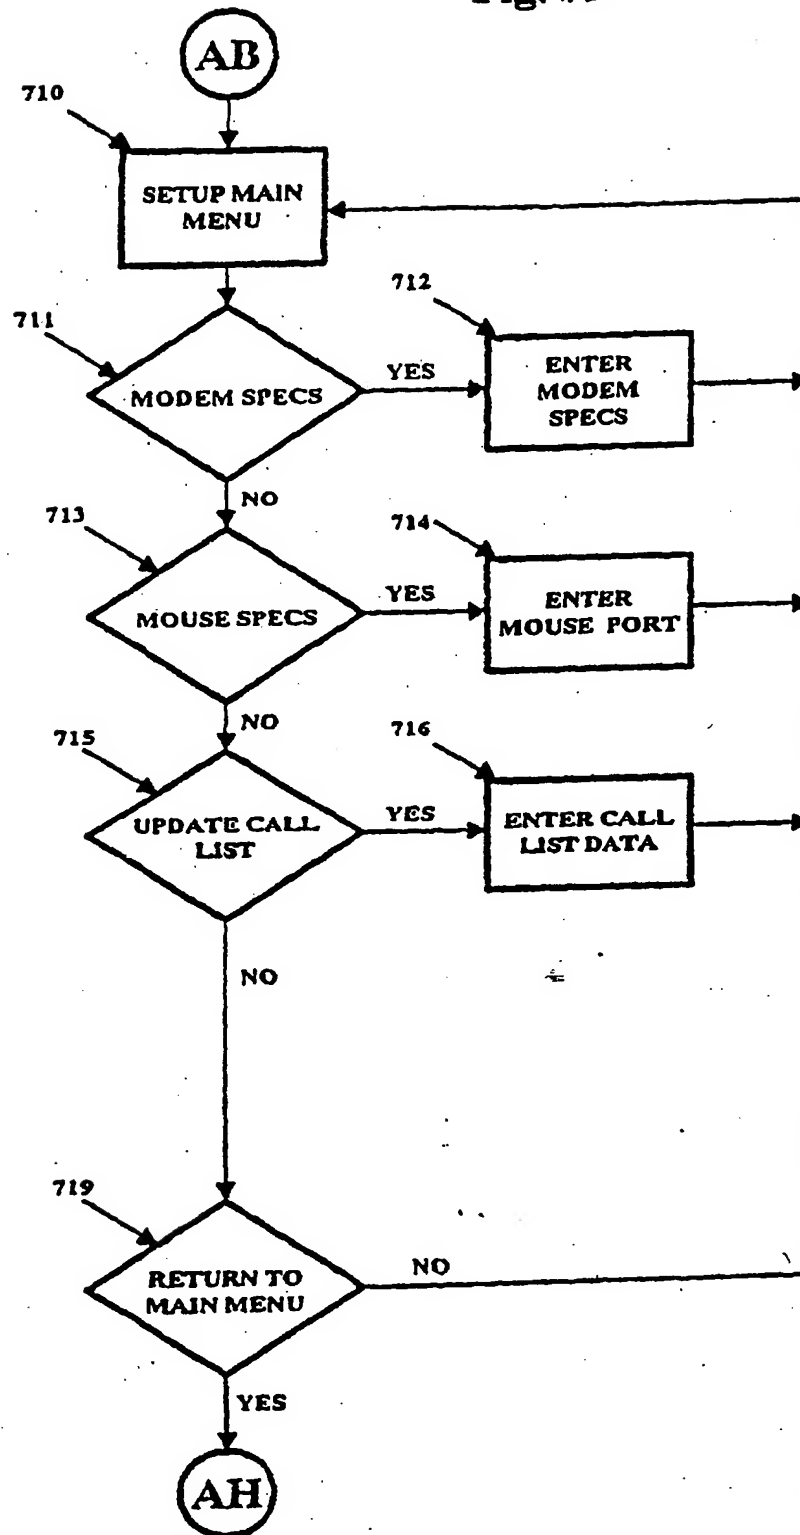 AB
710
SETUP MAIN
MENU
711
MODEM SPECS
YES
712
ENTER
MODEM
SPECS
NO
713
MOUSE SPECS
YES
714
ENTER
MOUSE PORT
NO
715
UPDATE CALL
LIST
YES
716
ENTER CALL
LIST DATA
NO
719
RETURN TO
MAIN MENU
NO
YES
AH